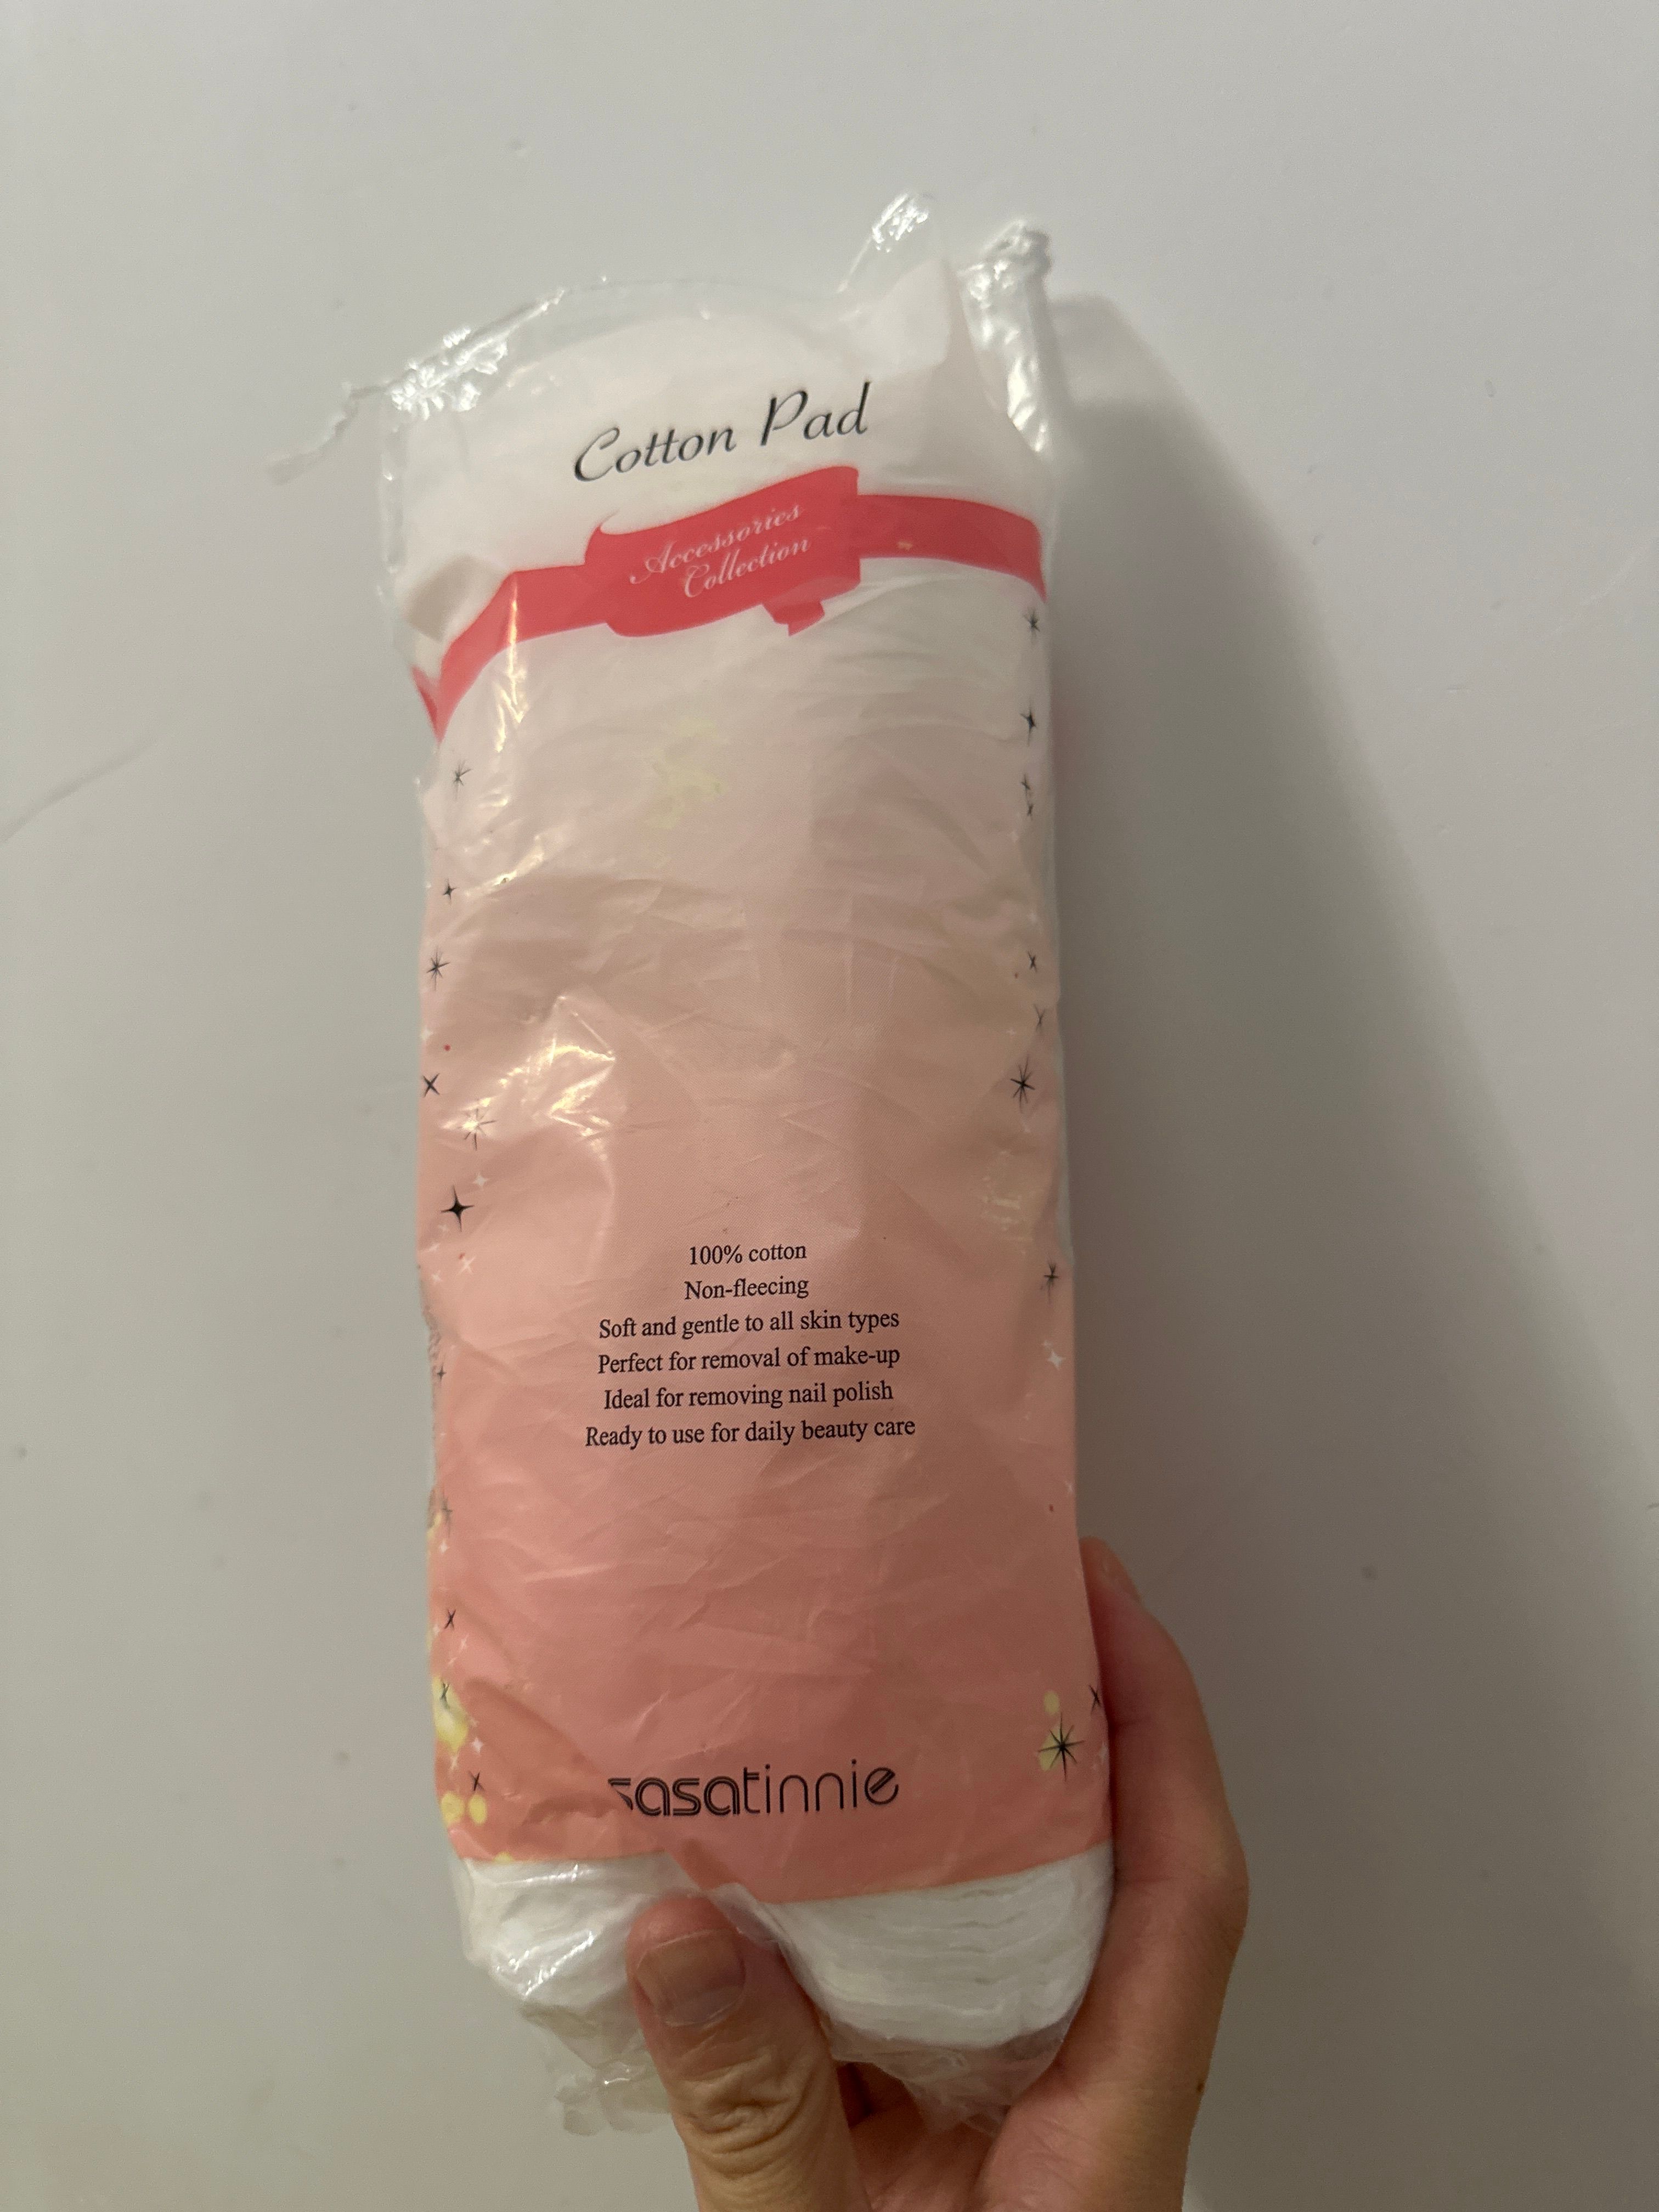 Cotton Pad
Accessories
Collection
100% cotton
Non-fleecing
Soft and gentle to all skin types
Perfect for removal of make-up
Ideal for removing nail polish
Ready to use for daily beauty care
sasatinnie